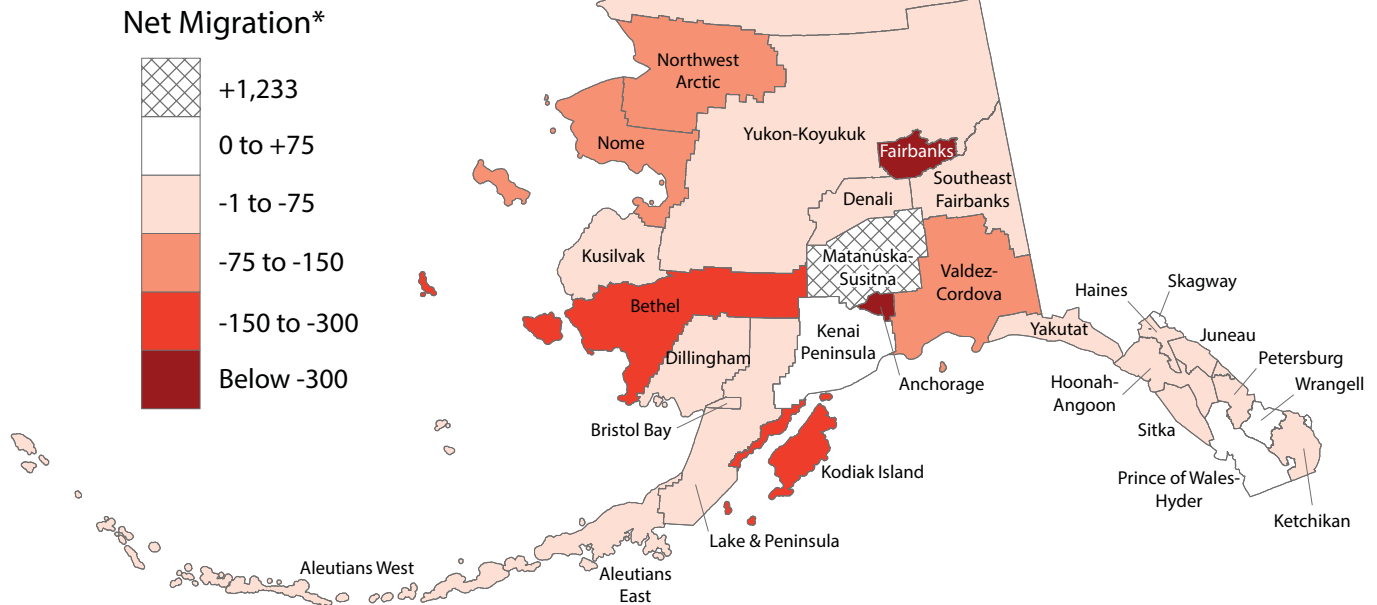 Net Migration*
+1,233
0 to +75
-1 to -75
-75 to -150
-150 to -300
Below -300
Northwest
Arctic
Nome
Yukon-Koyukuk
Fairbanks
Southeast
Fairbanks
Denali
Kusilvak
Matanuska-
Susitna
Valdez-
Cordova
Bethel
Kenai
Peninsula
Dillingham
Anchorage
Bristol Bay
Kodiak Island
Lake & Peninsula
Aleutians West
Aleutians
East
Yakutat
Haines
Skagway
Juneau
Petersburg
Wrangell
Hoonah-
Angoon
Sitka
Prince of Wales-
Hyder
Ketchikan